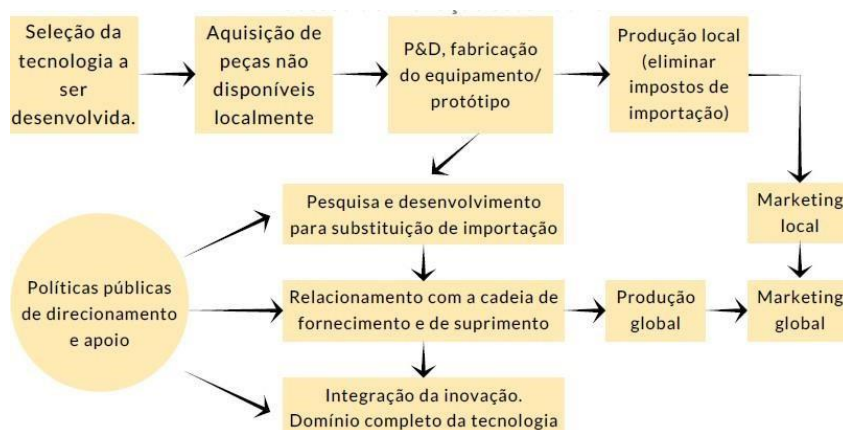 Seleção da
tecnologia a
ser
desenvolvida.
Aquisição de
peças não
disponíveis
localmente
P&D, fabricação
do equipamento/
protótipo
Produção local
(eliminar
impostos de
importação)
Pesquisa e desenvolvimento
para substituição de importação
Marketing
local
Políticas públicas
de direcionamento
e apoio
Relacionamento com a cadeia de
fornecimento e de suprimento
Produção
global
Marketing
global
Integração da inovação.
Domínio completo da tecnologia